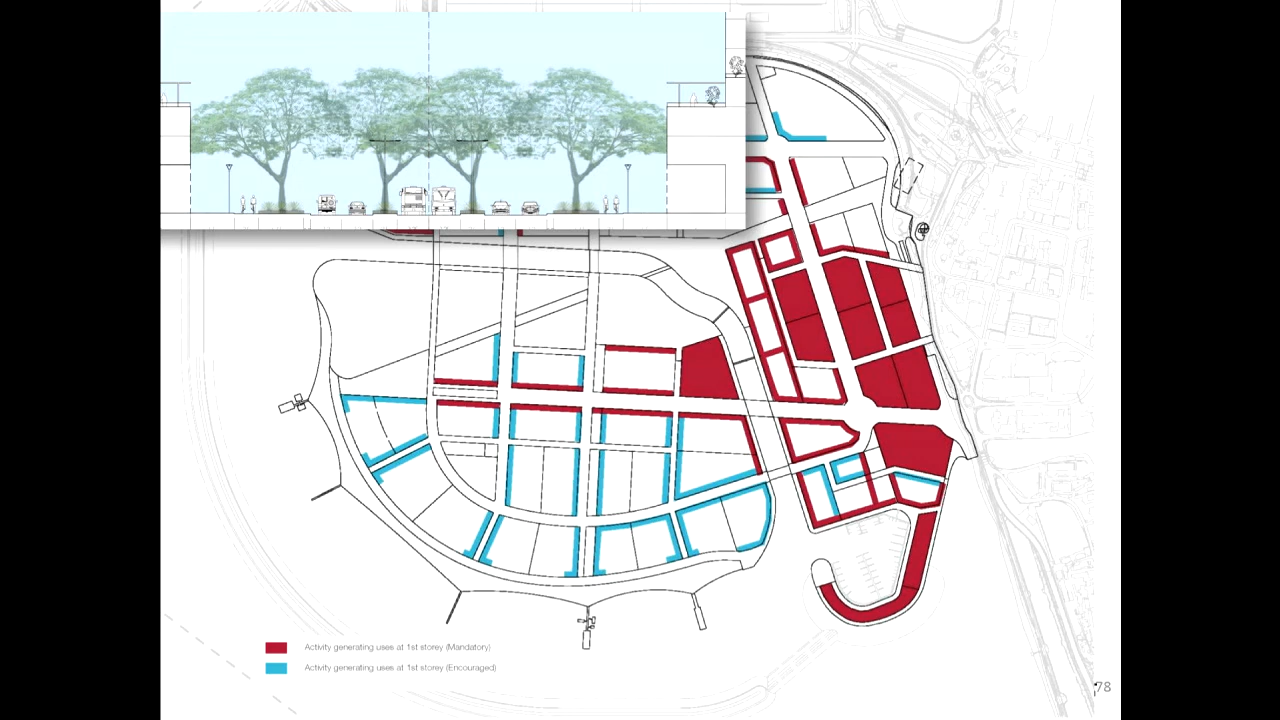 Activity generating uses at 1st storey (Mandatory)
Activity generating uses at 1st storey (Encouraged)
78